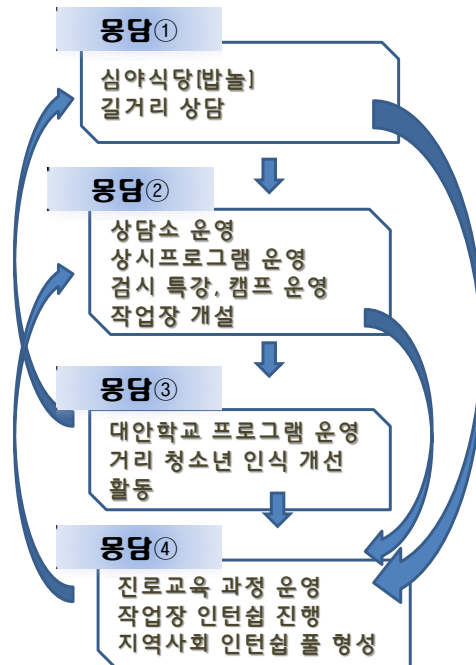 몽담①
심야식당[밥놀]
길거리 상담
몽담②
상담소 운영
상시프로그램 운영
검시 특강, 캠프 운영
작업장 개설
몽담③
대안학교 프로그램 운영
거리 청소년 인식 개선
활동
몽담④
진로교육 과정 운영
작업장 인턴쉽 진행
지역사회 인턴쉽 풀 형성